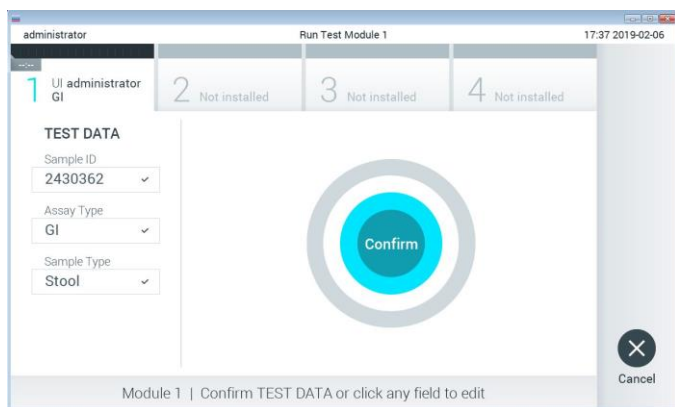 administrator
Run Test Module 1
17:37 2019-02-06
--:--
1 UI administrator
GI
2 Not installed
3 Not installed
4 Not installed
TEST DATA
Sample ID
2430362
Assay Type
GI
Sample Type
Stool
Confirm
Cancel
Module 1 | Confirm TEST DATA or click any field to edit